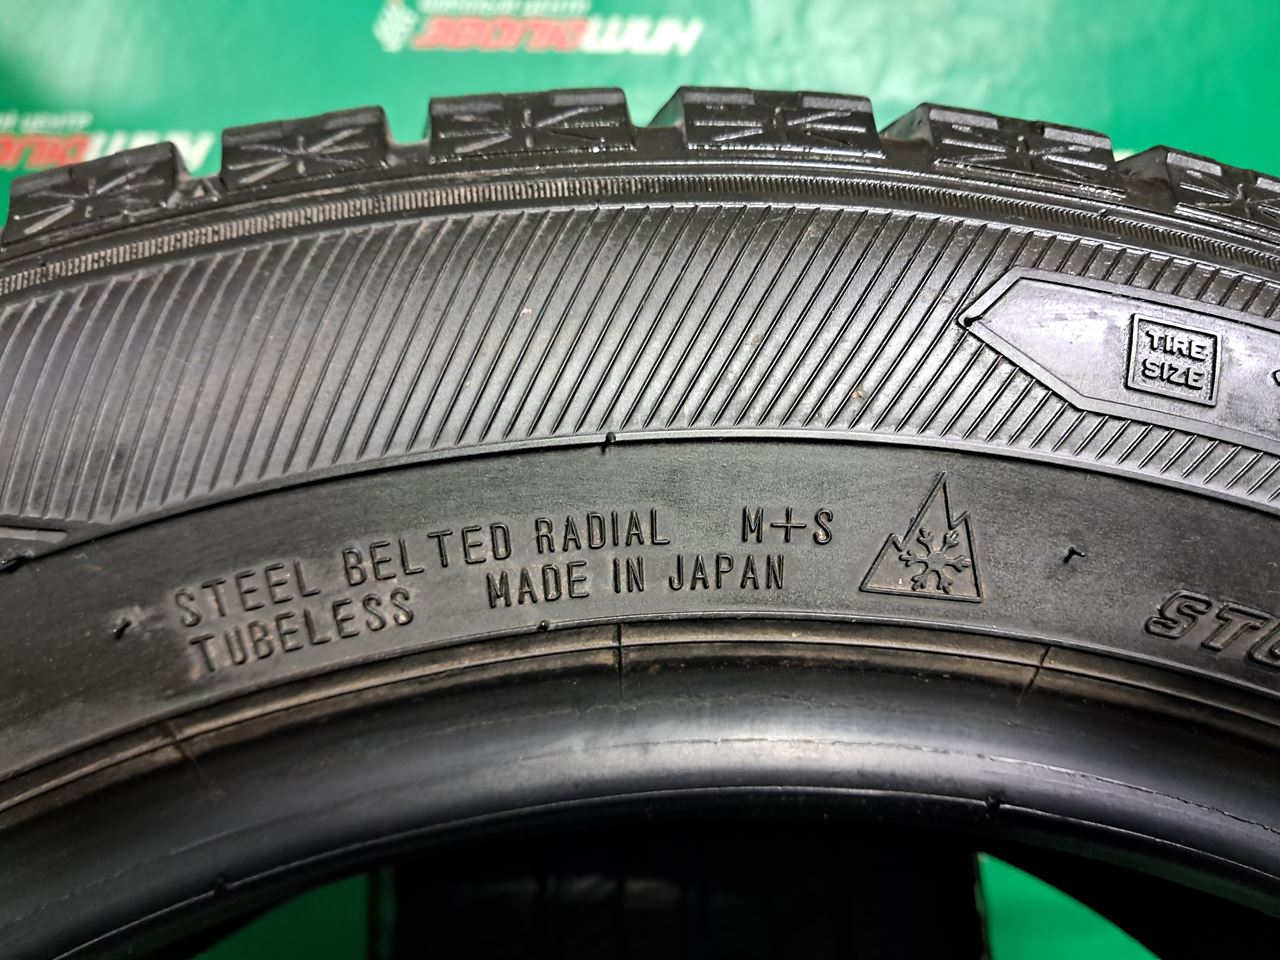 TIRE
SIZE
STEEL BELTED RADIAL M+S
TUBELESS MADE IN JAPAN